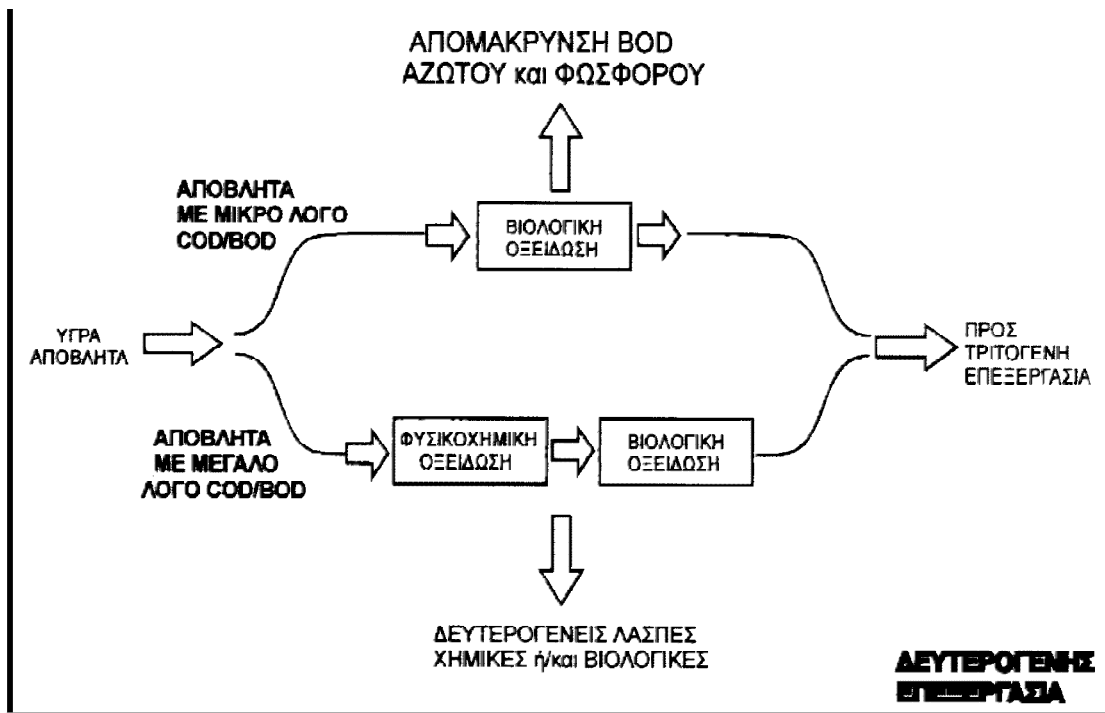 ΑΠΟΜΑΚΡΥΝΣΗ BOD
ΑΖΩΤΟΥ και ΦΩΣΦΟΡΟΥ
ΑΠΟΒΛΗΤΑ
ΜΕ ΜΙΚΡΟ ΛΟΓΟ
COD/BOD
ΒΙΟΛΟΓΙΚΗ
ΟΞΕΙΔΩΣΗ
ΥΓΡΑ
ΑΠΟΒΛΗΤΑ
ΠΡΟΣ
ΤΡΙΤΟΓΕΝΗ
ΕΠΕΞΕΡΓΑΣΙΑ
ΑΠΟΒΛΗΤΑ
ΜΕ ΜΕΓΑΛΟ
ΛΟΓΟ COD/BOD
ΦΥΣΙΚΟΧΗΜΙΚΗ
ΟΞΕΙΔΩΣΗ
ΒΙΟΛΟΓΙΚΗ
ΟΞΕΙΔΩΣΗ
ΔΕΥΤΕΡΟΓΕΝΕΙΣ ΛΑΣΠΕΣ
ΧΗΜΙΚΕΣ ή/και ΒΙΟΛΟΓΙΚΕΣ
ΔΕΥΤΕΡΟΓΕΝΗΣ
ΕΠΕΞΕΡΓΑΣΙΑ